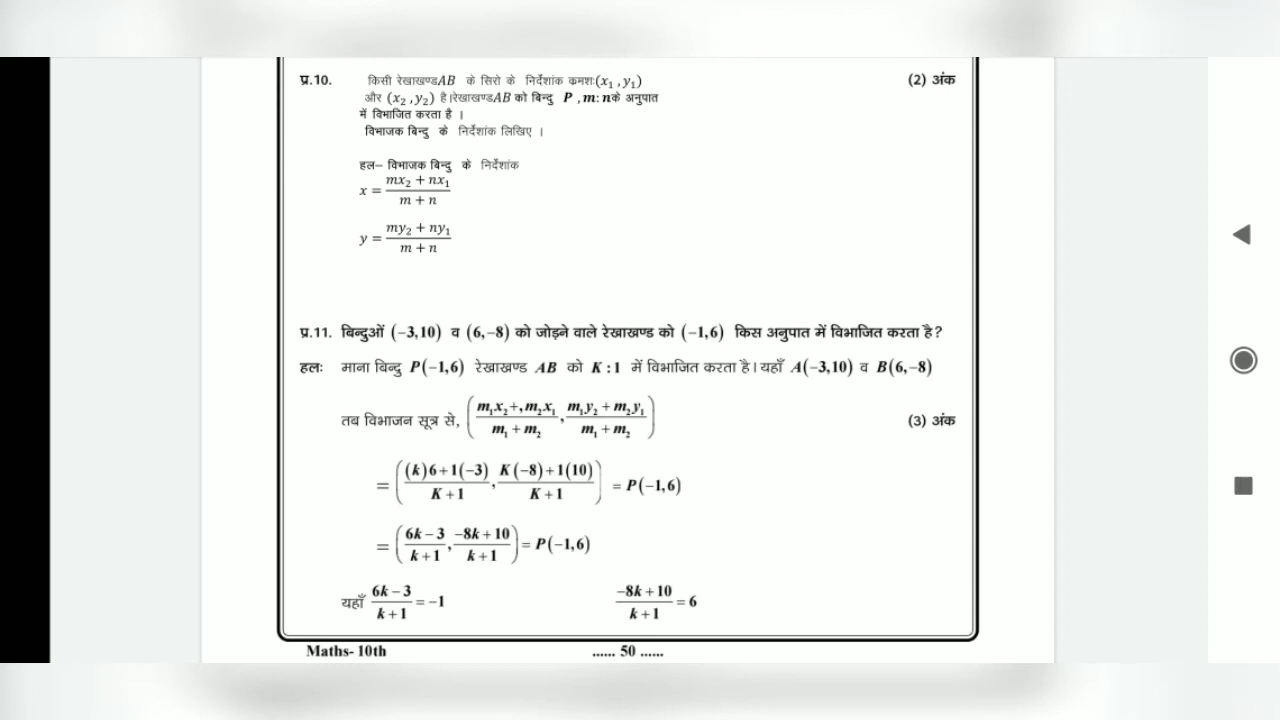 प्र.10. किसी रेखाखण्डAB के सिरो के निर्देशांक क्रमशः(x₁ ,y₁) (2) अंक
और (x₂ ,y₂) है।रेखाखण्डAB को बिन्दु P ,m:nके अनुपात
में विभाजित करता है ।
विभाजक बिन्दु के निर्देशांक लिखिए ।
हल– विभाजक बिन्दु के निर्देशांक
x = (mx₂ + nx₁)/(m + n)
y = (my₂ + ny₁)/(m + n)
प्र.11. बिन्दुओं (−3,10) व (6,−8) को जोड़ने वाले रेखाखण्ड को (−1,6) किस अनुपात में विभाजित करता है?
हलः माना बिन्दु P(−1,6) रेखाखण्ड AB को K:1 में विभाजित करता है। यहाँ A(−3,10) व B(6,−8)
तब विभाजन सूत्र से, ((m₁x₂+,m₂x₁)/(m₁+m₂), (m₁y₂+m₂y₁)/(m₁+m₂)) (3) अंक
= (((k)6+1(−3))/(K+1), (K(−8)+1(10))/(K+1)) = P(−1,6)
= ((6k−3)/(k+1), (−8k+10)/(k+1)) = P(−1,6)
यहाँ (6k−3)/(k+1) = −1 (−8k+10)/(k+1) = 6
Maths- 10th ...... 50 ......